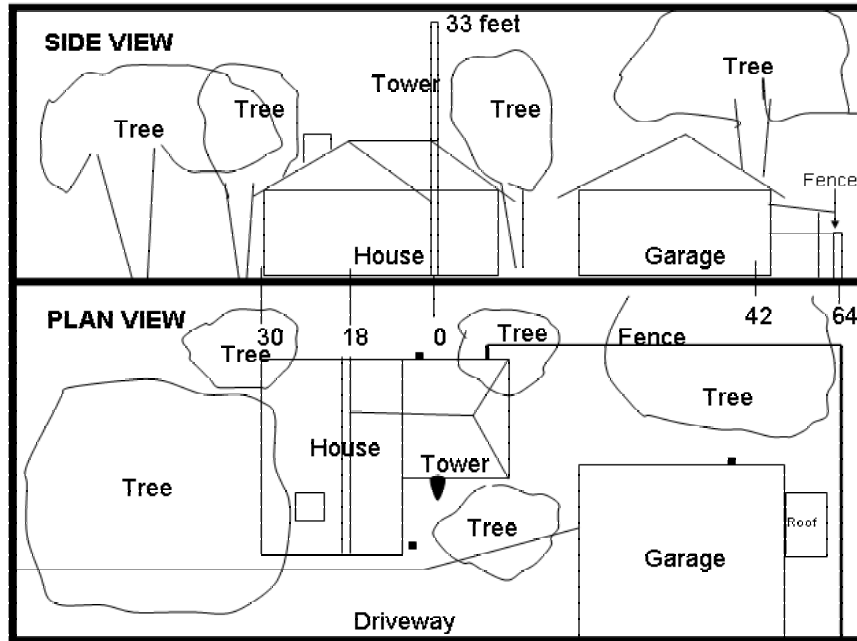 33 feet
SIDE VIEW
Tree
Tower
Tree
Tree
Tree
Fence
House
Garage
PLAN VIEW
30
18
0
42
64
Tree
Tree
Fence
Tree
House
Tower
Tree
Tree
Roof
Garage
Driveway